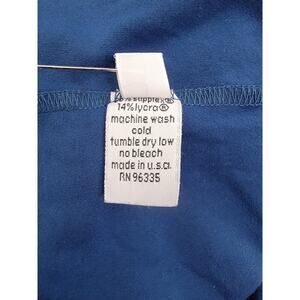 % supplex®
14% lycra®
machine wash
cold
tumble dry low
no bleach
made in u.s.a.
RN 96335